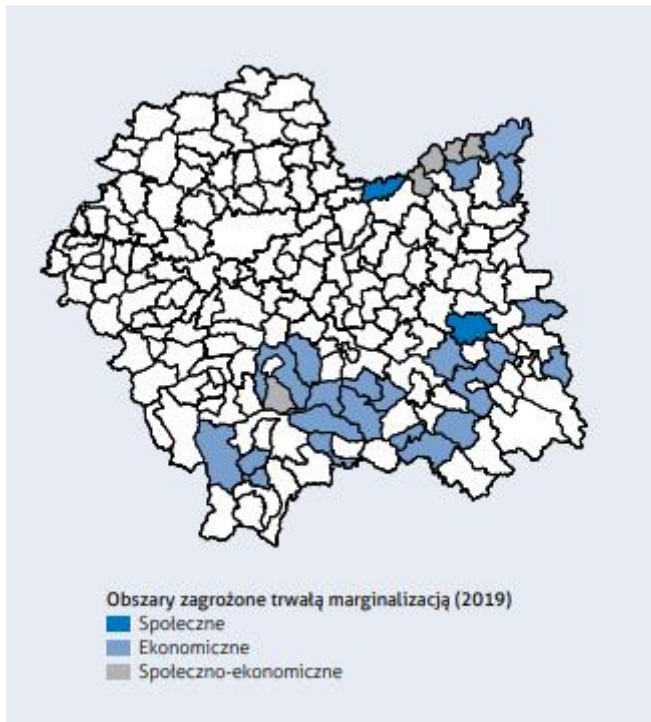 Obszary zagrożone trwałą marginalizacją (2019)
Społeczne
Ekonomiczne
Społeczno-ekonomiczne